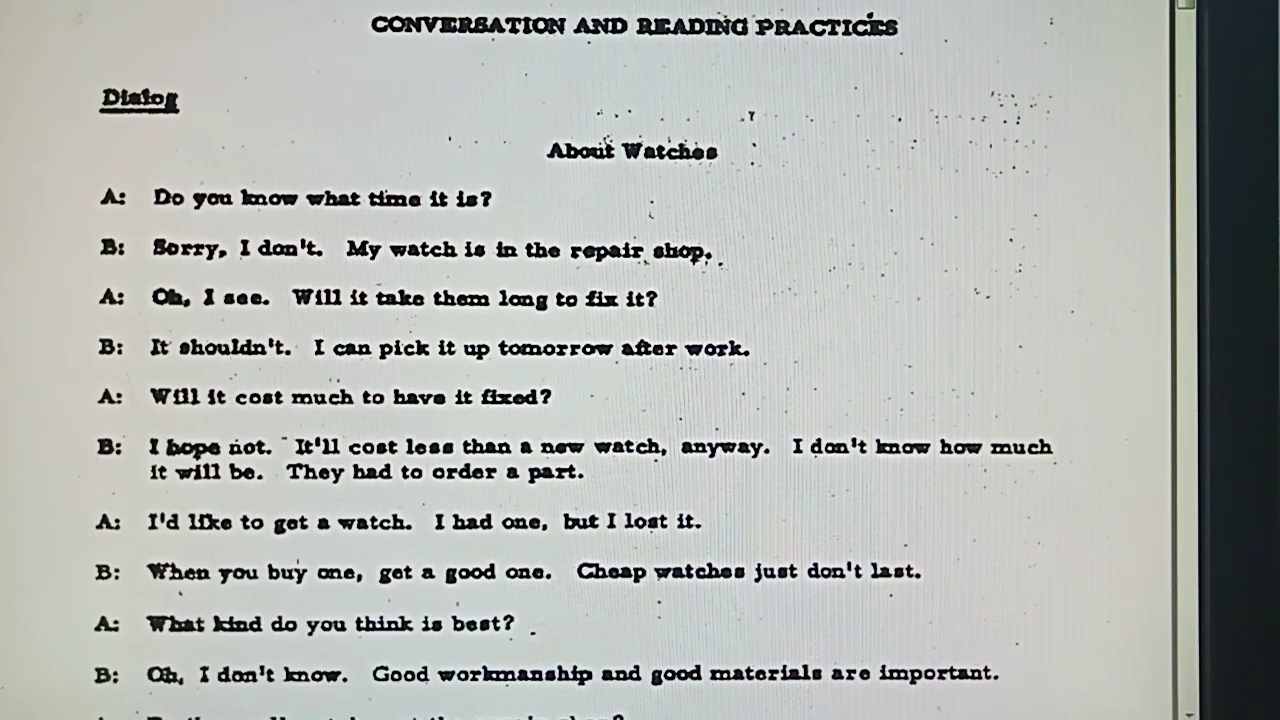 CONVERSATION AND READING PRACTICES
Dialog
About Watches
A: Do you know what time it is?
B: Sorry, I don't. My watch is in the repair shop.
A: Oh, I see. Will it take them long to fix it?
B: It shouldn't. I can pick it up tomorrow after work.
A: Will it cost much to have it fixed?
B: I hope not. It'll cost less than a new watch, anyway. I don't know how much
it will be. They had to order a part.
A: I'd like to get a watch. I had one, but I lost it.
B: When you buy one, get a good one. Cheap watches just don't last.
A: What kind do you think is best?
B: Oh, I don't know. Good workmanship and good materials are important.